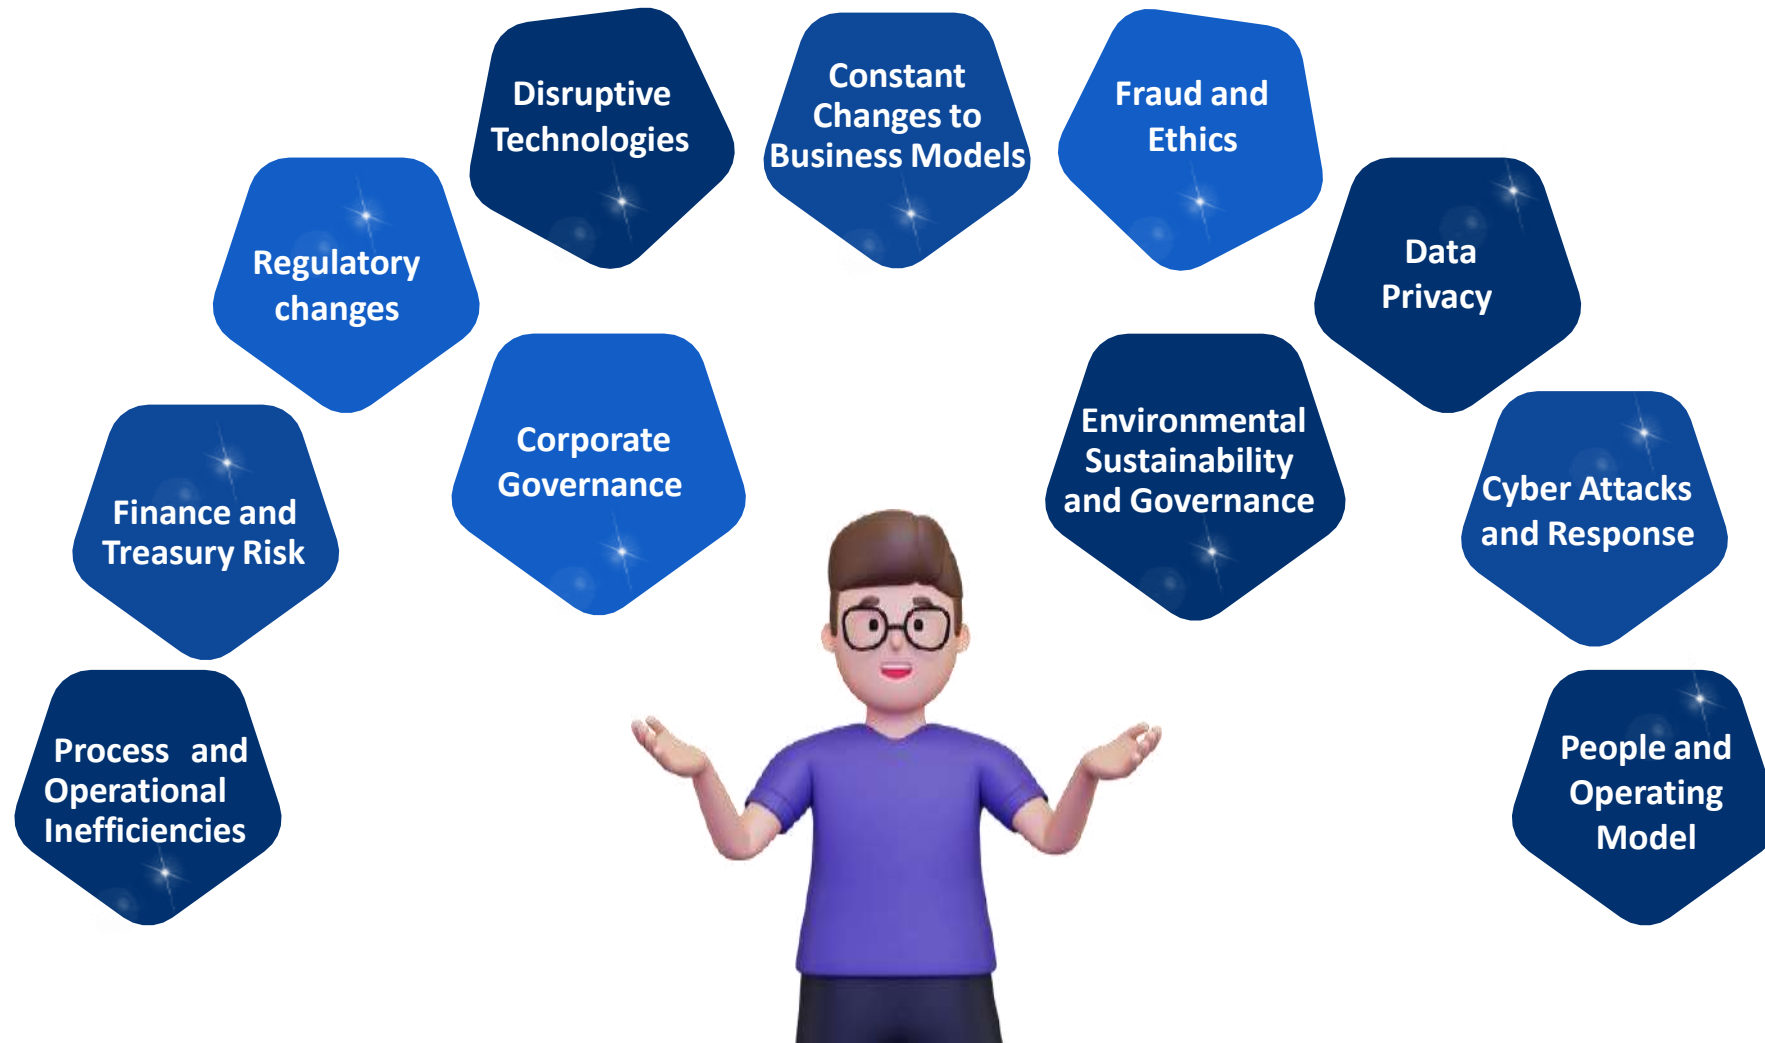 Disruptive
Technologies
Constant
Changes to
Business Models
Fraud and
Ethics
Regulatory
changes
Data
Privacy
Corporate
Governance
Environmental
Sustainability
and Governance
Finance and
Treasury Risk
Cyber Attacks
and Response
Process and
Operational
Inefficiencies
People and
Operating
Model